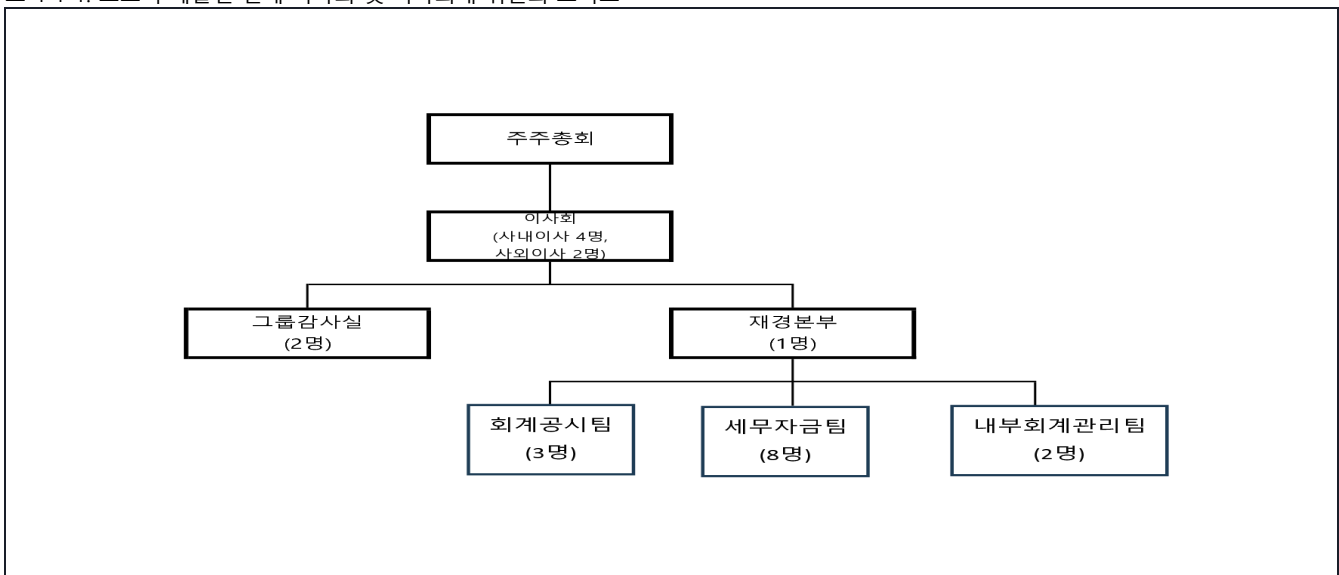 주주총회
이사회
(사내이사 4명,
사외이사 2명)
그룹감사실
(2명)
재경본부
(1명)
회계공시팀
(3명)
세무자금팀
(8명)
내부회계관리팀
(2명)